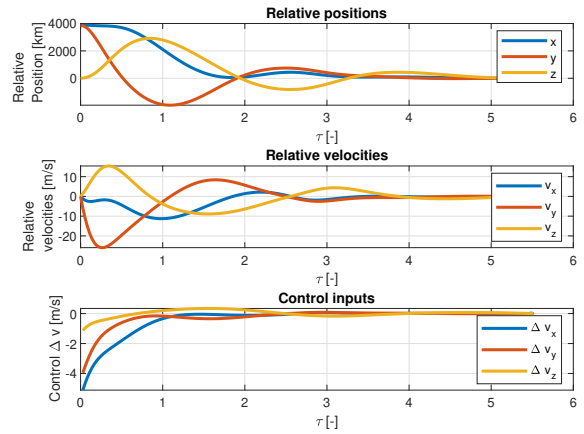 Relative positions
4000
2000
0
Relative
Position [km]
x
y
z
0 1 2 3 4 5 6
τ [-]
Relative velocities
10
0
-10
-20
Relative
velocities [m/s]
v_x
v_y
v_z
0 1 2 3 4 5 6
τ [-]
Control inputs
0
-2
-4
Control Δ v [m/s]
Δ v_x
Δ v_y
Δ v_z
0 1 2 3 4 5 6
τ [-]